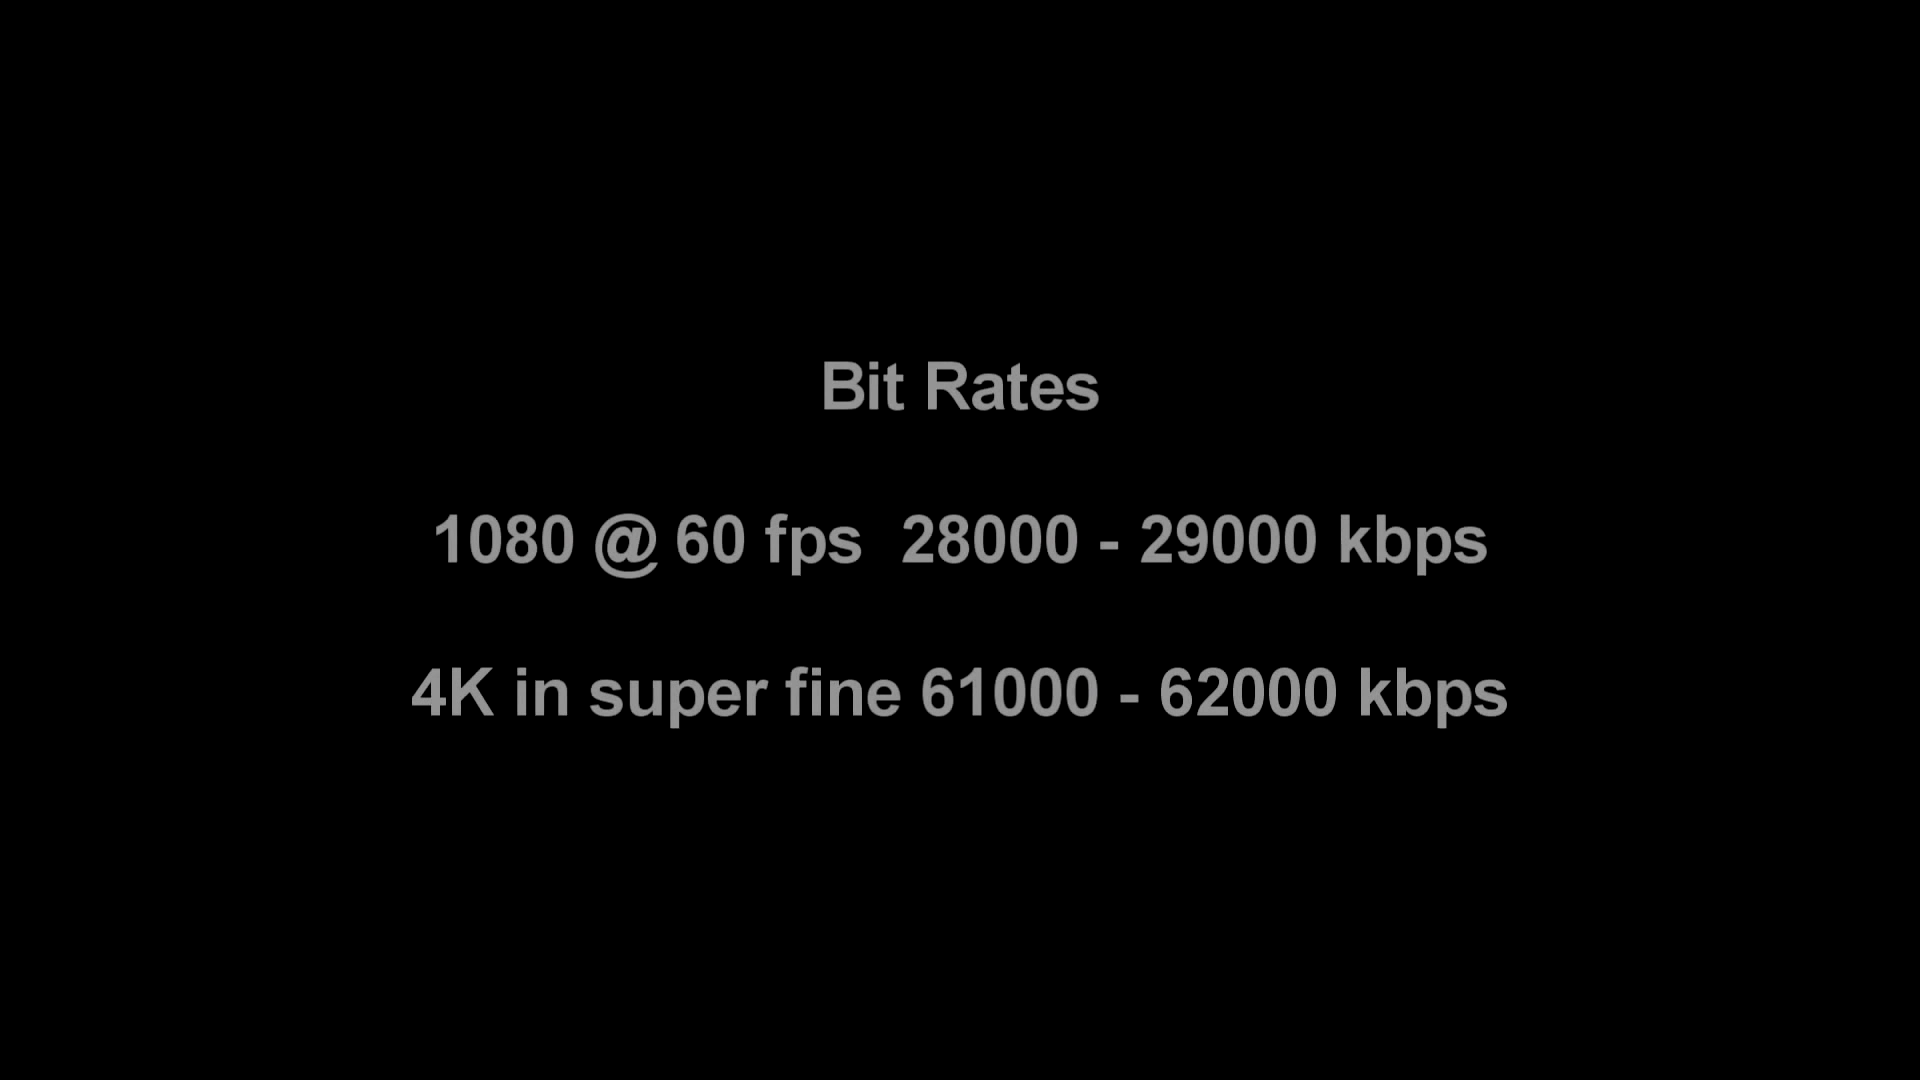 Bit Rates
1080 @ 60 fps  28000 - 29000 kbps
4K in super fine 61000 - 62000 kbps